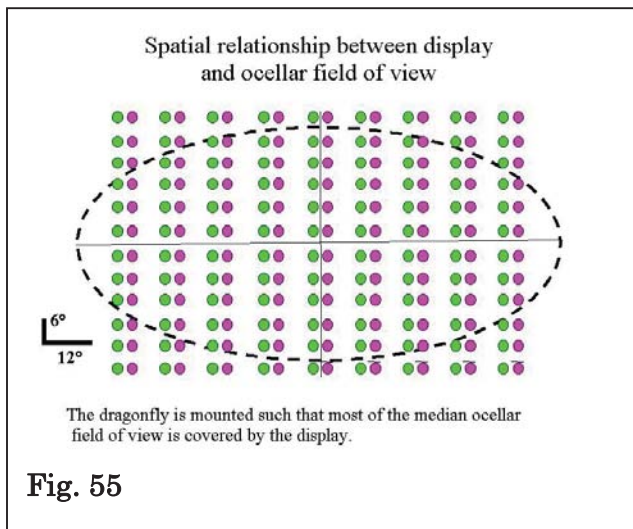 Spatial relationship between display
and ocellar field of view
6°
12°
The dragonfly is mounted such that most of the median ocellar
field of view is covered by the display.
Fig. 55